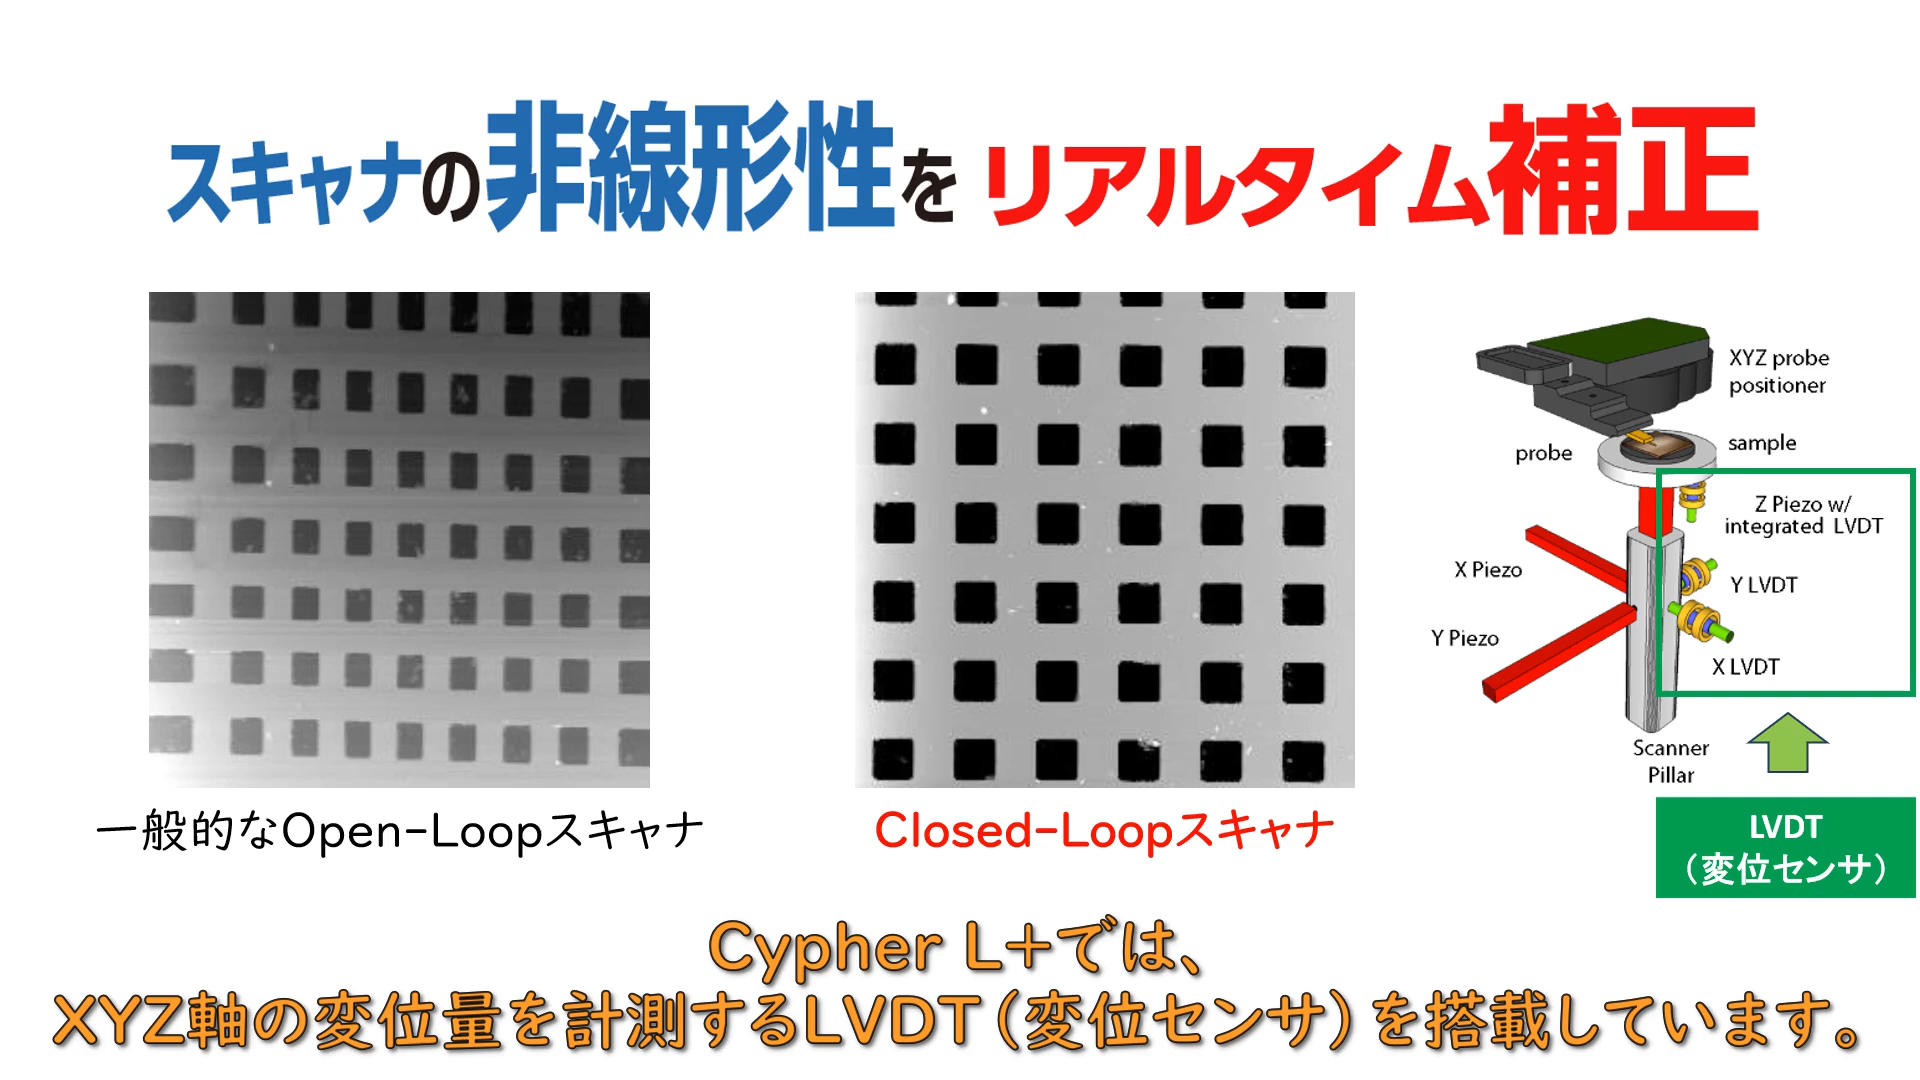 スキャナの非線形性をリアルタイム補正
XYZ probe
positioner
probe
sample
Z Piezo w/
integrated LVDT
X Piezo
Y LVDT
Y Piezo
X LVDT
Scanner
Pillar
一般的なOpen-Loopスキャナ
Closed-Loopスキャナ
LVDT
（変位センサ）
Cypher L+では、
XYZ軸の変位量を計測するLVDT（変位センサ）を搭載しています。